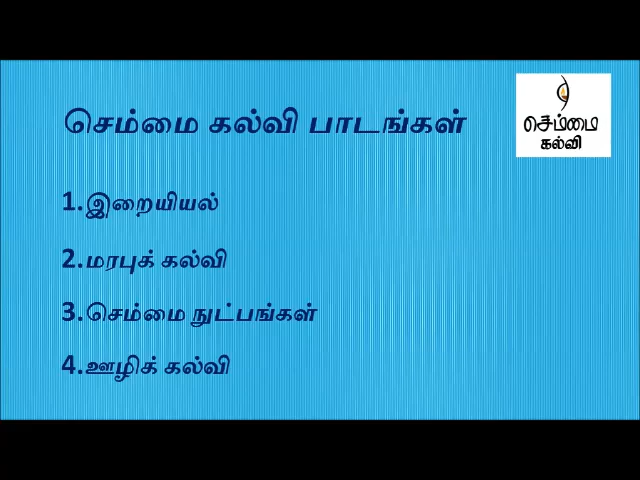 செம்மை கல்வி பாடங்கள்
செம்மை
கல்வி
1.இறையியல்
2.மரபுக் கல்வி
3.செம்மை நுட்பங்கள்
4.ஊழிக் கல்வி